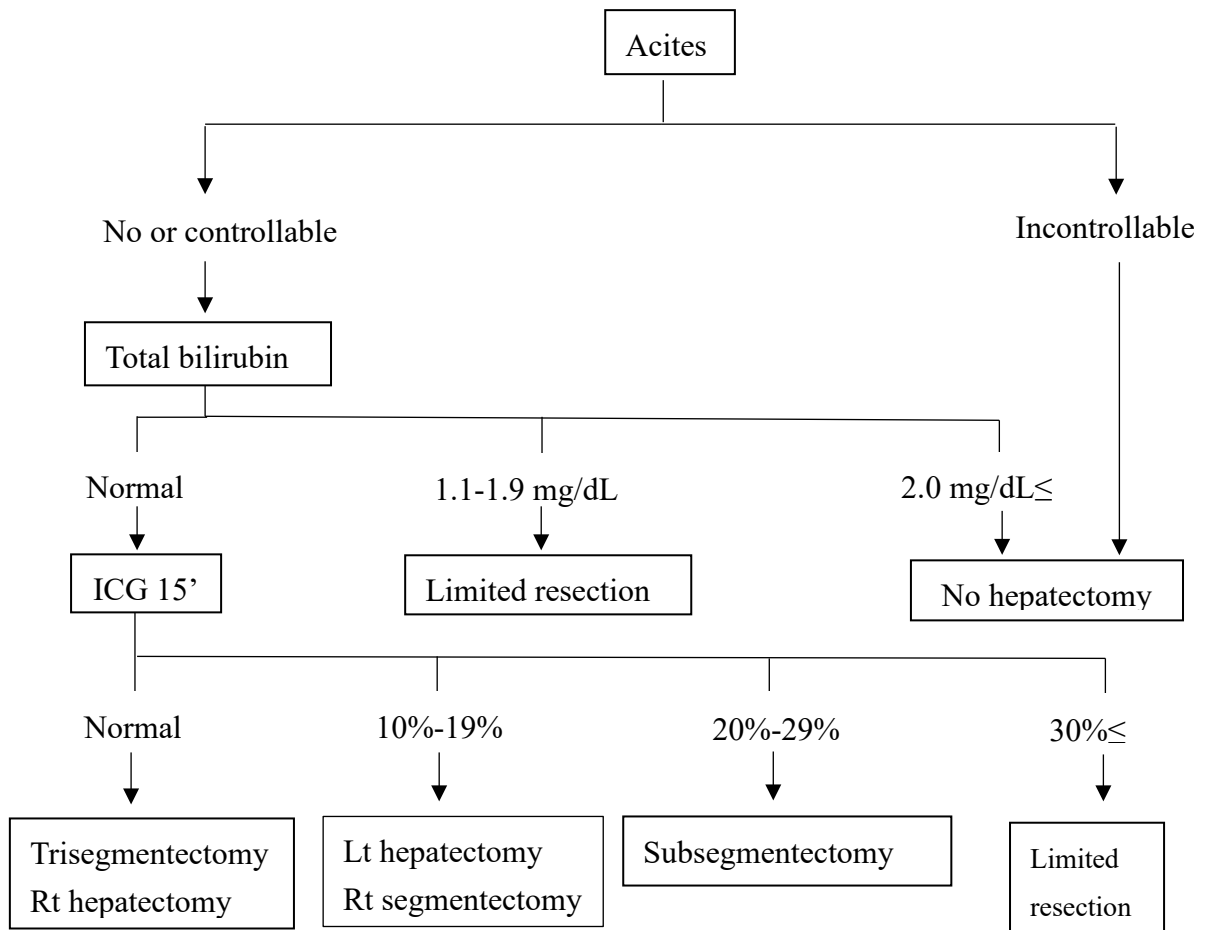 Acites
No or controllable
Incontrollable
Total bilirubin
Normal
1.1-1.9 mg/dL
2.0 mg/dL≤
ICG 15’
Limited resection
No hepatectomy
Normal
10%-19%
20%-29%
30%≤
Trisegmentectomy
Rt hepatectomy
Lt hepatectomy
Rt segmentectomy
Subsegmentectomy
Limited
resection